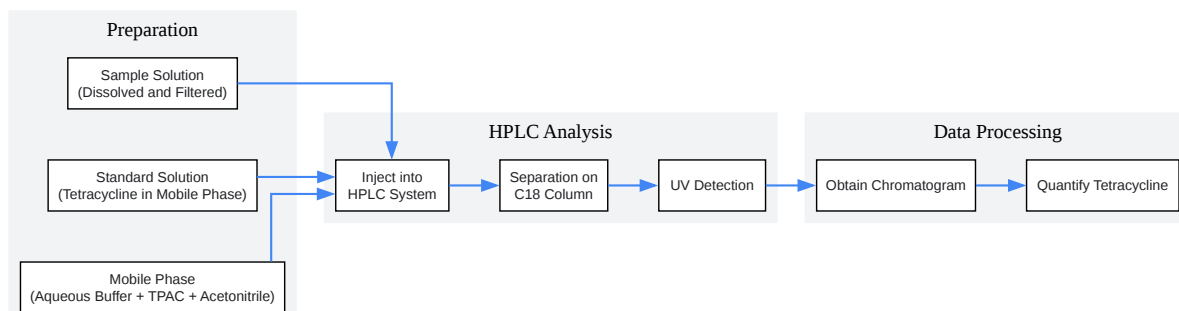 Preparation
Sample Solution
(Dissolved and Filtered)
HPLC Analysis
Data Processing
Standard Solution
(Tetracycline in Mobile Phase)
Inject into
HPLC System
Separation on
C18 Column
UV Detection
Obtain Chromatogram
Quantify Tetracycline
Mobile Phase
(Aqueous Buffer + TPAC + Acetonitrile)